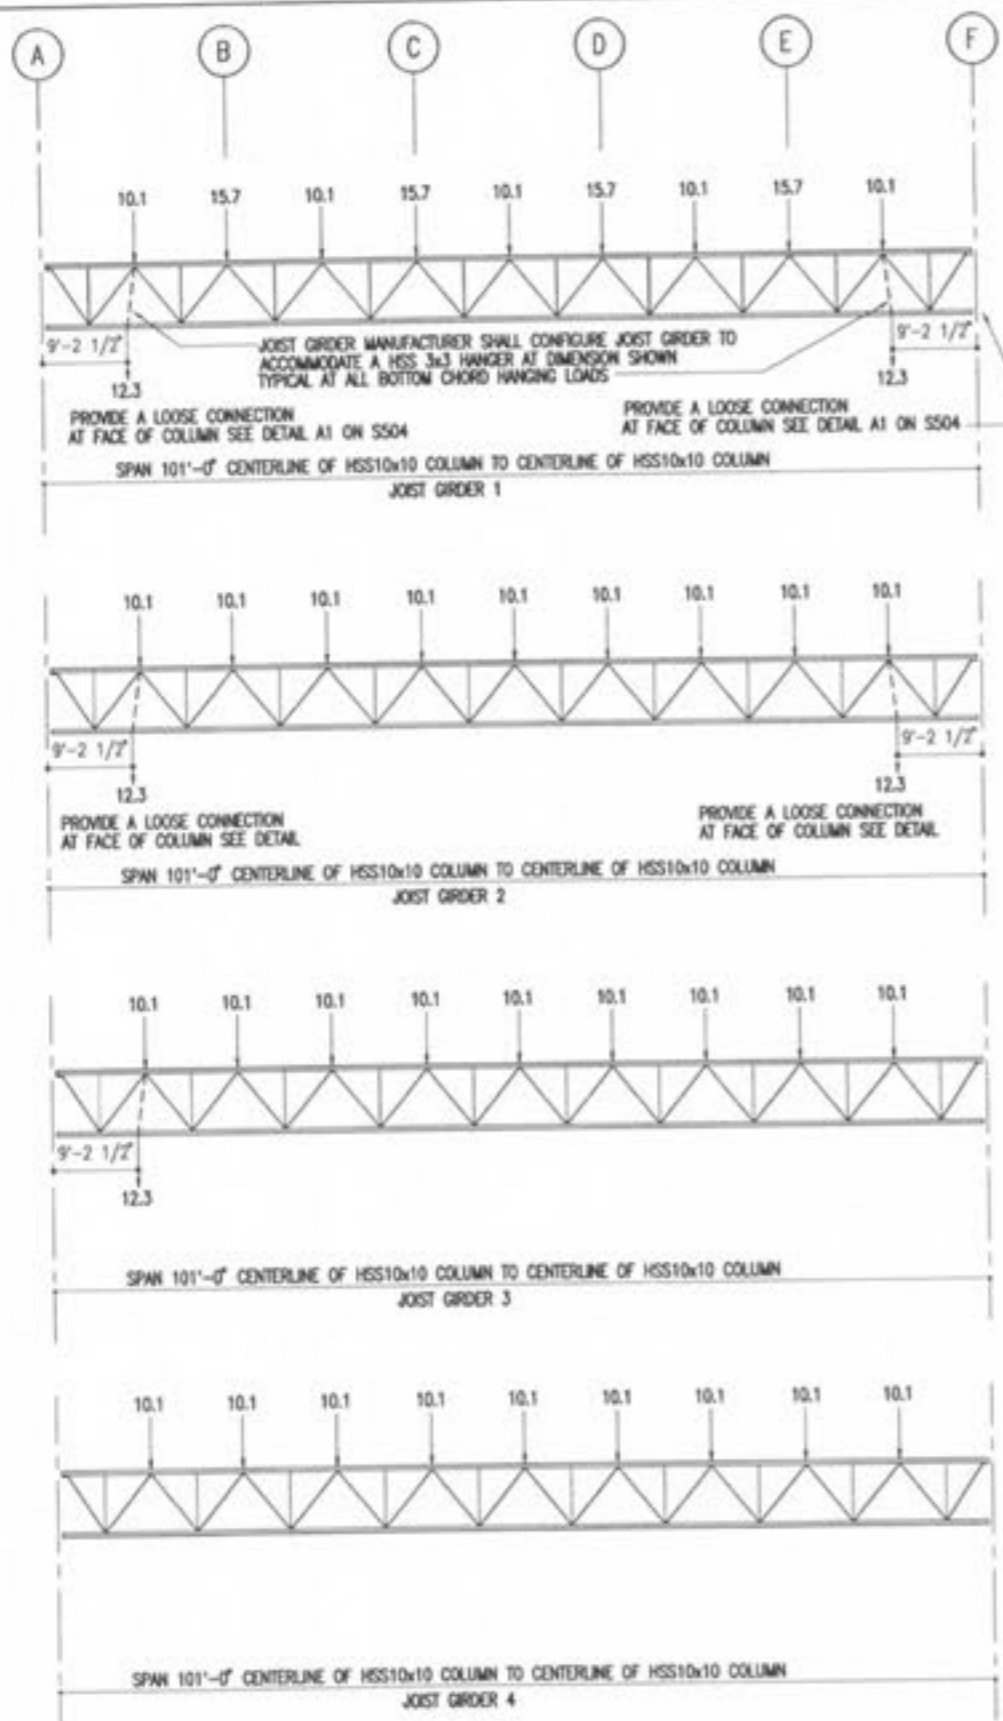 A B C D E F
10.1 15.7 10.1 15.7 10.1 15.7 10.1 15.7 10.1
9'-2 1/2"
JOIST GIRDER MANUFACTURER SHALL CONFIGURE JOIST GIRDER TO
ACCOMMODATE A HSS 3x3 HANGER AT DIMENSION SHOWN
TYPICAL AT ALL BOTTOM CHORD HANGING LOADS
9'-2 1/2"
12.3
12.3
PROVIDE A LOOSE CONNECTION
AT FACE OF COLUMN SEE DETAIL A1 ON S504
PROVIDE A LOOSE CONNECTION
AT FACE OF COLUMN SEE DETAIL A1 ON S504
SPAN 101'-0" CENTERLINE OF HSS10x10 COLUMN TO CENTERLINE OF HSS10x10 COLUMN
JOIST GIRDER 1
10.1 10.1 10.1 10.1 10.1 10.1 10.1 10.1 10.1
9'-2 1/2"
9'-2 1/2"
12.3
12.3
PROVIDE A LOOSE CONNECTION
AT FACE OF COLUMN SEE DETAIL
PROVIDE A LOOSE CONNECTION
AT FACE OF COLUMN SEE DETAIL
SPAN 101'-0" CENTERLINE OF HSS10x10 COLUMN TO CENTERLINE OF HSS10x10 COLUMN
JOIST GIRDER 2
10.1 10.1 10.1 10.1 10.1 10.1 10.1 10.1 10.1
9'-2 1/2"
12.3
SPAN 101'-0" CENTERLINE OF HSS10x10 COLUMN TO CENTERLINE OF HSS10x10 COLUMN
JOIST GIRDER 3
10.1 10.1 10.1 10.1 10.1 10.1 10.1 10.1 10.1
SPAN 101'-0" CENTERLINE OF HSS10x10 COLUMN TO CENTERLINE OF HSS10x10 COLUMN
JOIST GIRDER 4